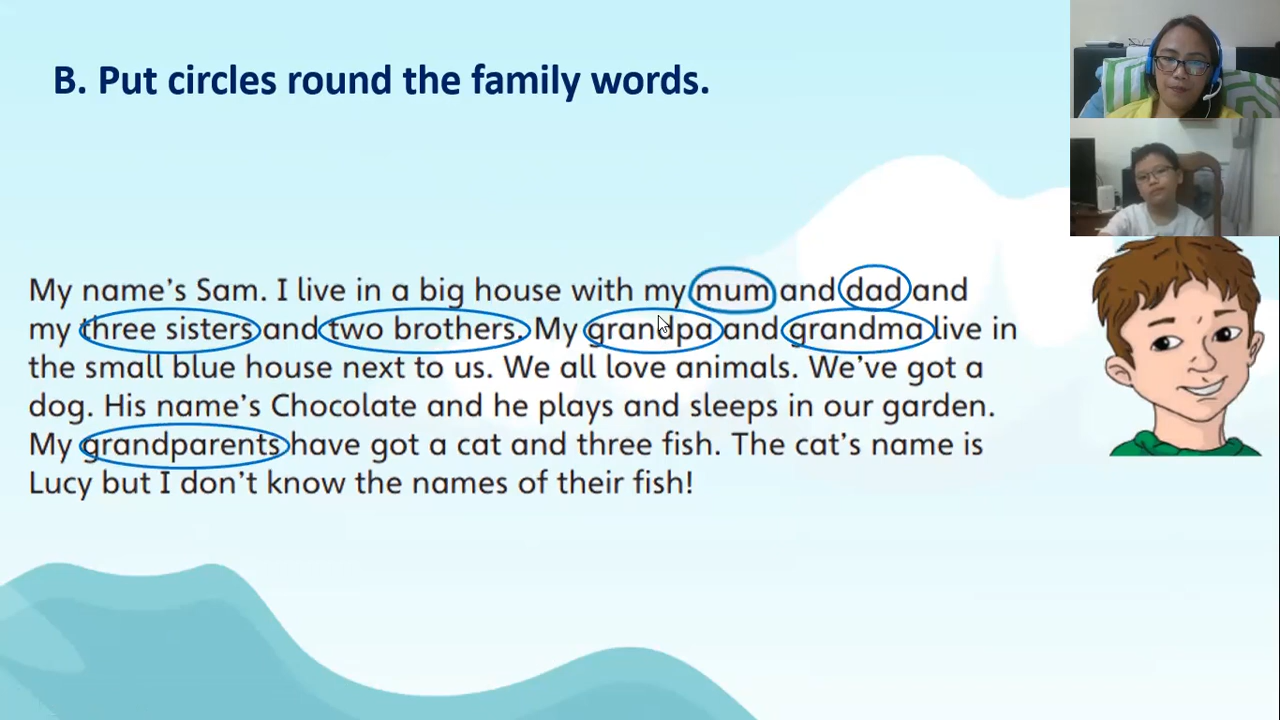 B. Put circles round the family words.
My name's Sam. I live in a big house with my mum and dad and
my three sisters and two brothers. My grandpa and grandma live in
the small blue house next to us. We all love animals. We've got a
dog. His name's Chocolate and he plays and sleeps in our garden.
My grandparents have got a cat and three fish. The cat's name is
Lucy but I don't know the names of their fish!